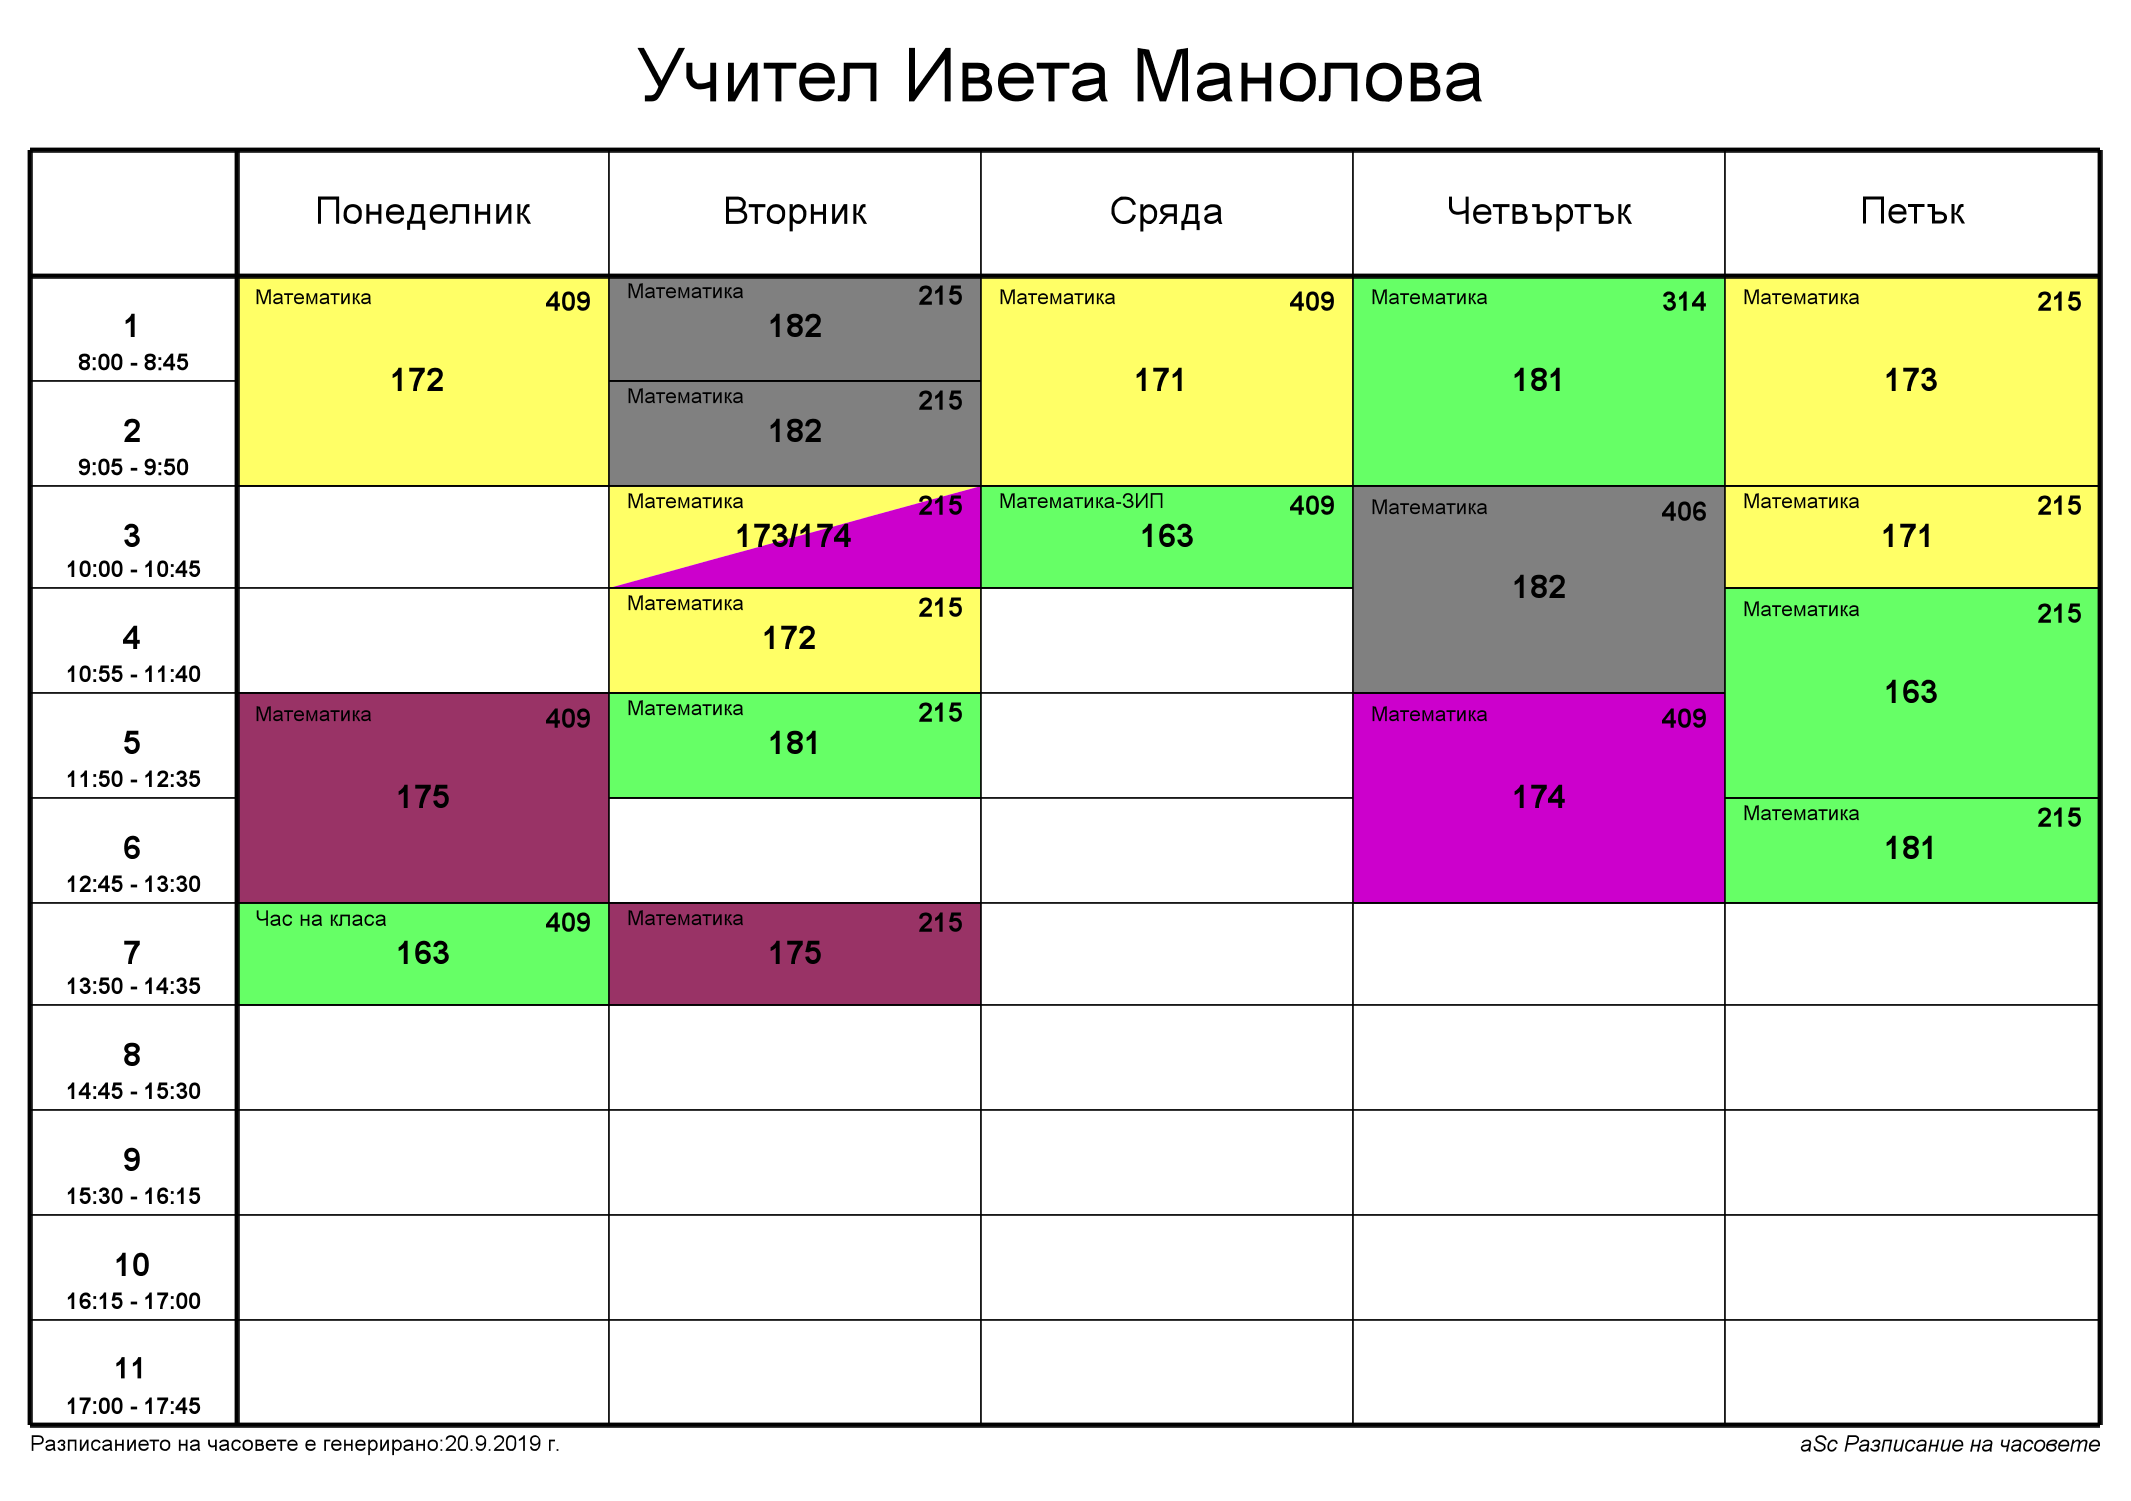 Учител Ивета Манолова
Понеделник Вторник Сряда Четвъртък Петък
1
8:00 - 8:45
Математика 409
172
Математика 215
182
Математика 409
171
Математика 314
181
Математика 215
173
2
9:05 - 9:50
Математика 215
182
3
10:00 - 10:45
Математика 215
173/174
Математика-ЗИП 409
163
Математика 406
182
Математика 215
171
4
10:55 - 11:40
Математика 215
172
Математика 215
163
5
11:50 - 12:35
Математика 409
175
Математика 215
181
Математика 409
174
6
12:45 - 13:30
Математика 215
181
7
13:50 - 14:35
Час на класа 409
163
Математика 215
175
8
14:45 - 15:30
9
15:30 - 16:15
10
16:15 - 17:00
11
17:00 - 17:45
Разписанието на часовете е генерирано:20.9.2019 г.
aSc Разписание на часовете